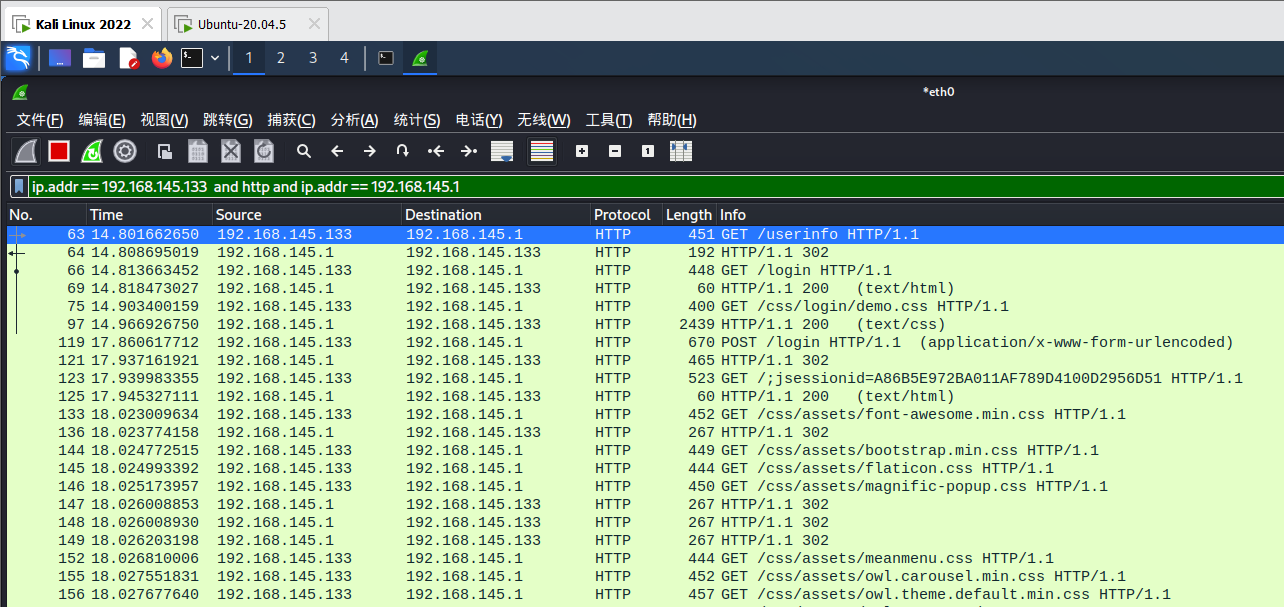 Kali Linux 2022 Ubuntu-20.04.5
1 2 3 4
*eth0
文件(F) 编辑(E) 视图(V) 跳转(G) 捕获(C) 分析(A) 统计(S) 电话(Y) 无线(W) 工具(T) 帮助(H)
ip.addr == 192.168.145.133 and http and ip.addr == 192.168.145.1
No. Time Source Destination Protocol Length Info
63 14.801662650 192.168.145.133 192.168.145.1 HTTP 451 GET /userinfo HTTP/1.1
64 14.808695019 192.168.145.1 192.168.145.133 HTTP 192 HTTP/1.1 302
66 14.813663452 192.168.145.133 192.168.145.1 HTTP 448 GET /login HTTP/1.1
69 14.818473027 192.168.145.1 192.168.145.133 HTTP 60 HTTP/1.1 200 (text/html)
75 14.903400159 192.168.145.133 192.168.145.1 HTTP 400 GET /css/login/demo.css HTTP/1.1
97 14.966926750 192.168.145.1 192.168.145.133 HTTP 2439 HTTP/1.1 200 (text/css)
119 17.860617712 192.168.145.133 192.168.145.1 HTTP 670 POST /login HTTP/1.1 (application/x-www-form-urlencoded)
121 17.937161921 192.168.145.1 192.168.145.133 HTTP 465 HTTP/1.1 302
123 17.939983355 192.168.145.133 192.168.145.1 HTTP 523 GET /;jsessionid=A86B5E972BA011AF789D4100D2956D51 HTTP/1.1
125 17.945327111 192.168.145.1 192.168.145.133 HTTP 60 HTTP/1.1 200 (text/html)
133 18.023009634 192.168.145.133 192.168.145.1 HTTP 452 GET /css/assets/font-awesome.min.css HTTP/1.1
136 18.023774158 192.168.145.1 192.168.145.133 HTTP 267 HTTP/1.1 302
144 18.024772515 192.168.145.133 192.168.145.1 HTTP 449 GET /css/assets/bootstrap.min.css HTTP/1.1
145 18.024993392 192.168.145.133 192.168.145.1 HTTP 444 GET /css/assets/flaticon.css HTTP/1.1
146 18.025173957 192.168.145.133 192.168.145.1 HTTP 450 GET /css/assets/magnific-popup.css HTTP/1.1
147 18.026008853 192.168.145.1 192.168.145.133 HTTP 267 HTTP/1.1 302
148 18.026008930 192.168.145.1 192.168.145.133 HTTP 267 HTTP/1.1 302
149 18.026203198 192.168.145.1 192.168.145.133 HTTP 267 HTTP/1.1 302
152 18.026810006 192.168.145.133 192.168.145.1 HTTP 444 GET /css/assets/meanmenu.css HTTP/1.1
155 18.027551831 192.168.145.133 192.168.145.1 HTTP 452 GET /css/assets/owl.carousel.min.css HTTP/1.1
156 18.027677640 192.168.145.133 192.168.145.1 HTTP 457 GET /css/assets/owl.theme.default.min.css HTTP/1.1